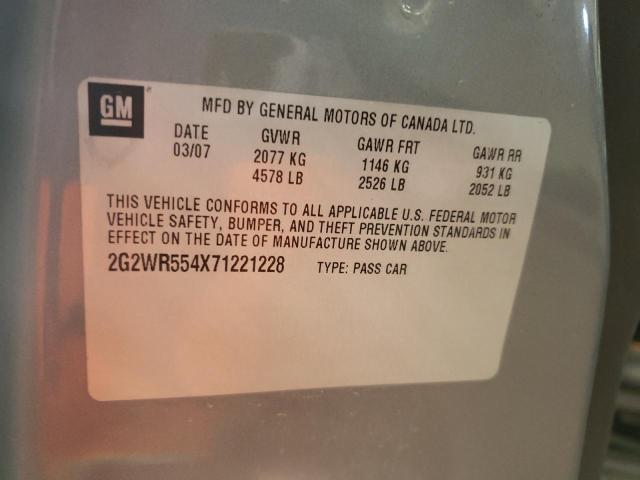 GM
MFD BY GENERAL MOTORS OF CANADA LTD.
DATE GVWR GAWR FRT GAWR RR
03/07 2077 KG 1146 KG 931 KG
4578 LB 2526 LB 2052 LB
THIS VEHICLE CONFORMS TO ALL APPLICABLE U.S. FEDERAL MOTOR
VEHICLE SAFETY, BUMPER, AND THEFT PREVENTION STANDARDS IN
EFFECT ON THE DATE OF MANUFACTURE SHOWN ABOVE.
2G2WR554X71221228 TYPE: PASS CAR